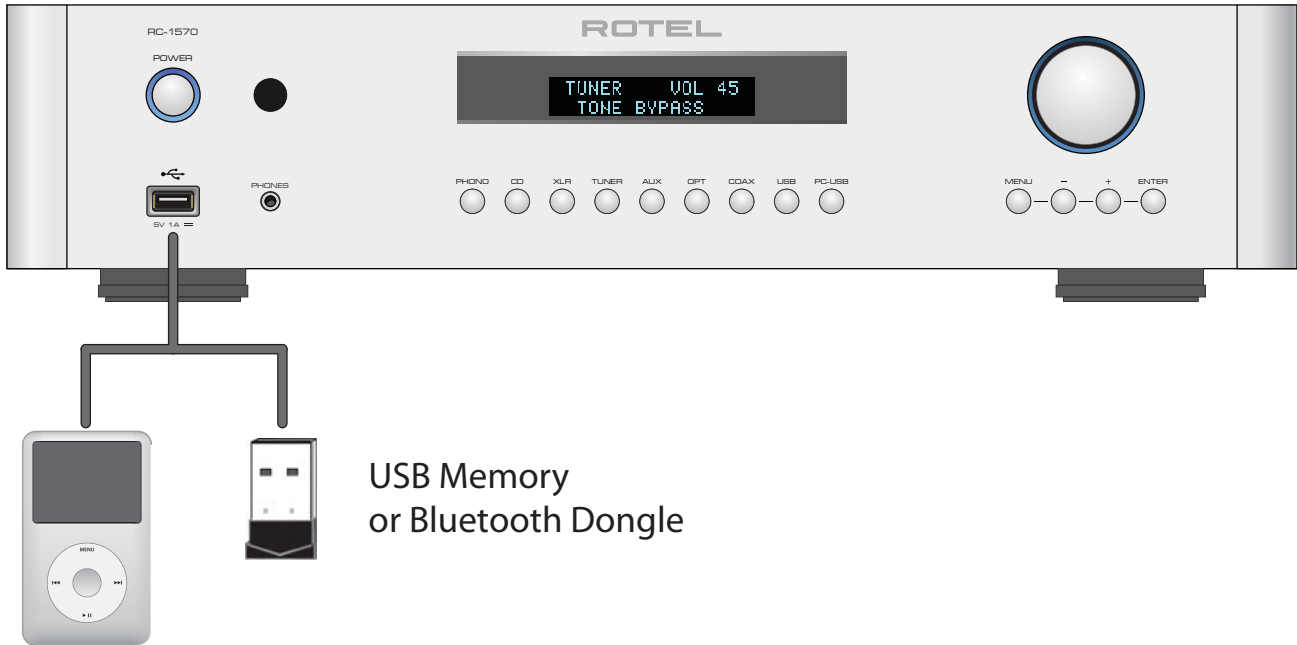 ROTEL
RC-1570
POWER
TUNER VOL 45
TONE BYPASS
5V 1A
PHONES
PHONO CD XLR TUNER AUX OPT COAX USB PC-USB
MENU - + ENTER
MENU
USB Memory
or Bluetooth Dongle